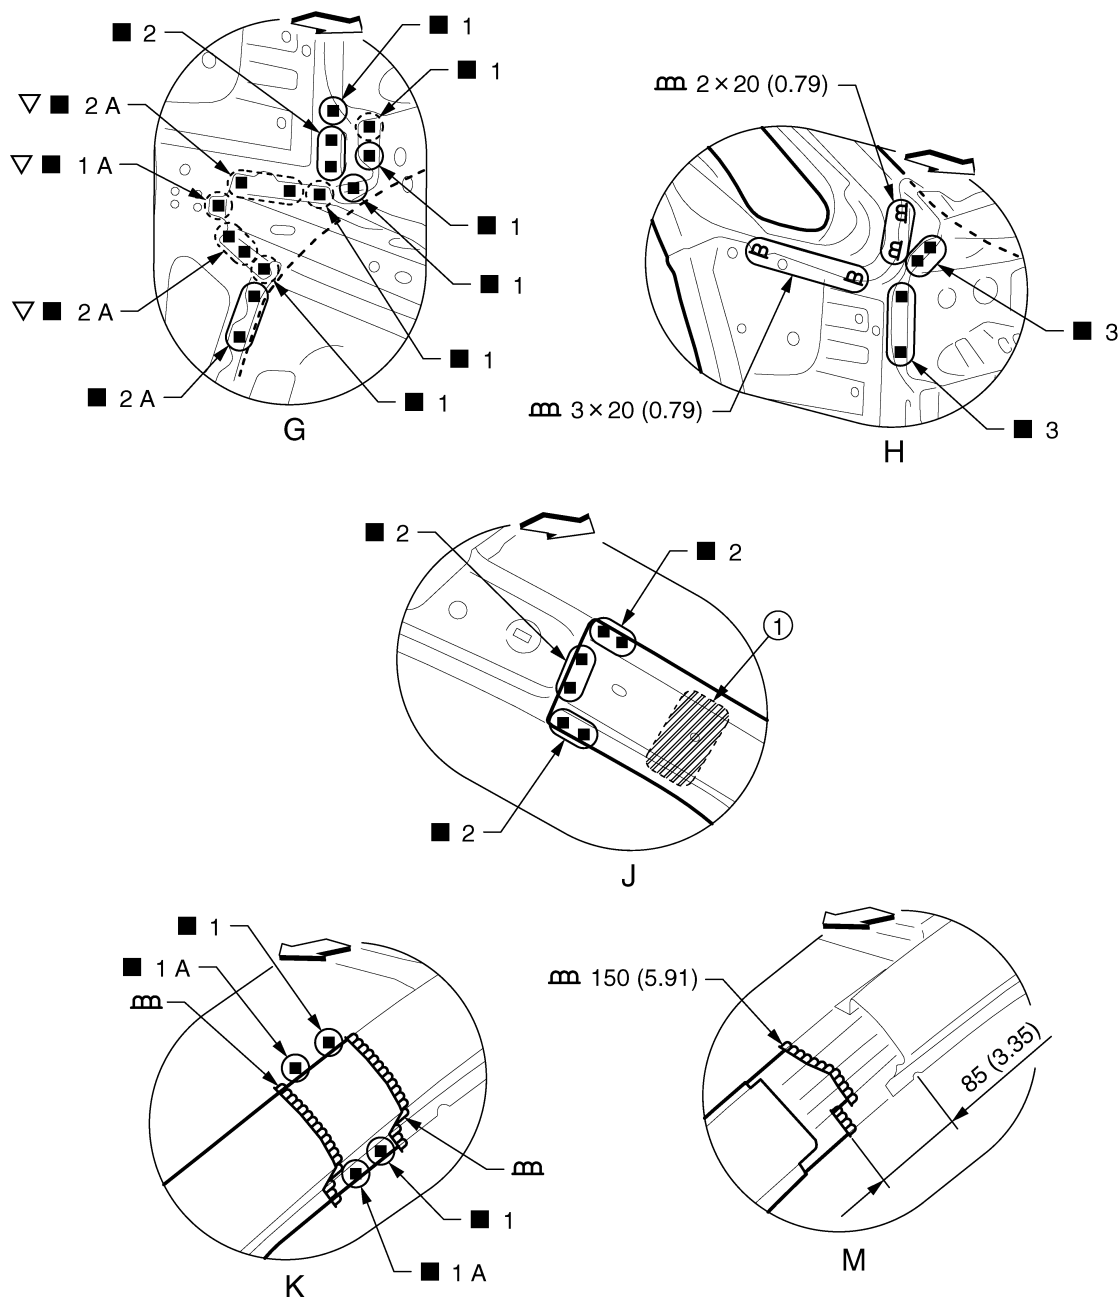 ■ 2
■ 1
■ 1
▽ ■ 2 A
▽ ■ 1 A
■ 1
■ 1
▽ ■ 2 A
■ 1
■ 2 A
■ 1
G
2×20 (0.79)
■ 3
3×20 (0.79)
■ 3
H
■ 2
■ 2
1
■ 2
J
■ 1
■ 1 A
■ 1
■ 1 A
K
150 (5.91)
85 (3.35)
M